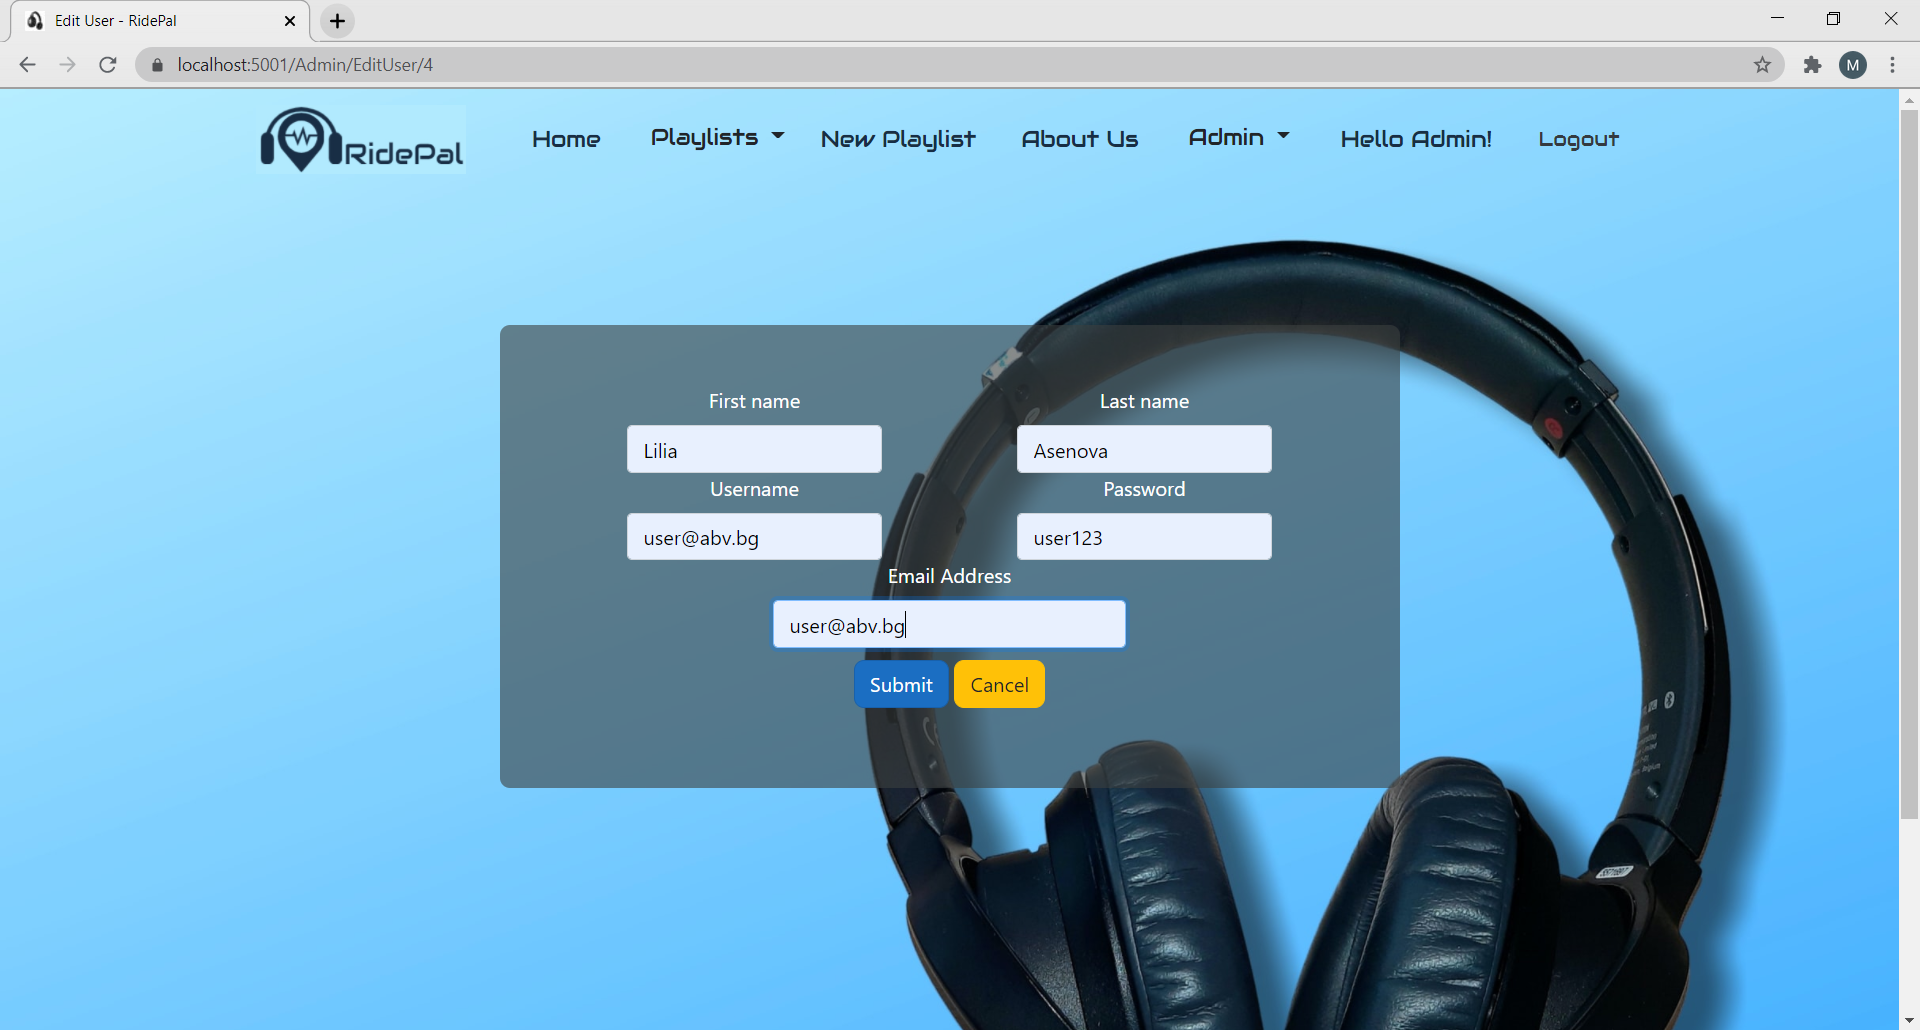 Edit User - RidePal
localhost:5001/Admin/EditUser/4
M
RidePal
Home
Playlists
New Playlist
About Us
Admin
Hello Admin!
Logout
First name
Last name
Lilia
Asenova
Username
Password
user@abv.bg
user123
Email Address
user@abv.bg
Submit
Cancel